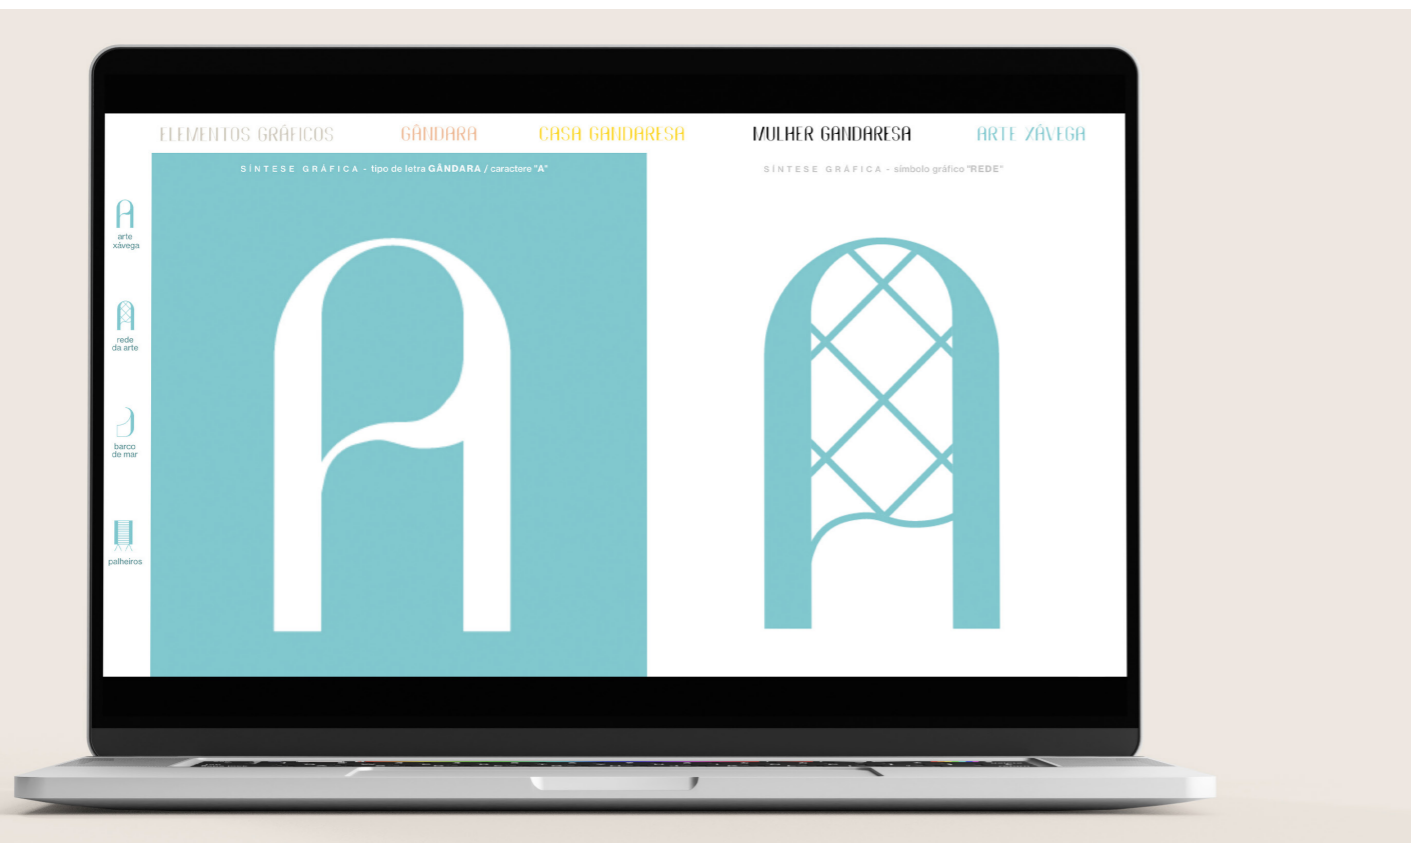 ELEMENTOS GRÁFICOS
GÂNDARA
CASA GANDARESA
MULHER GANDARESA
ARTE XÁVEGA
SÍNTESE GRÁFICA - tipo de letra GÂNDARA / caractere "A"
SÍNTESE GRÁFICA - símbolo gráfico "REDE"
arte
xávega
rede
da arte
barco
de mar
palheiros
A